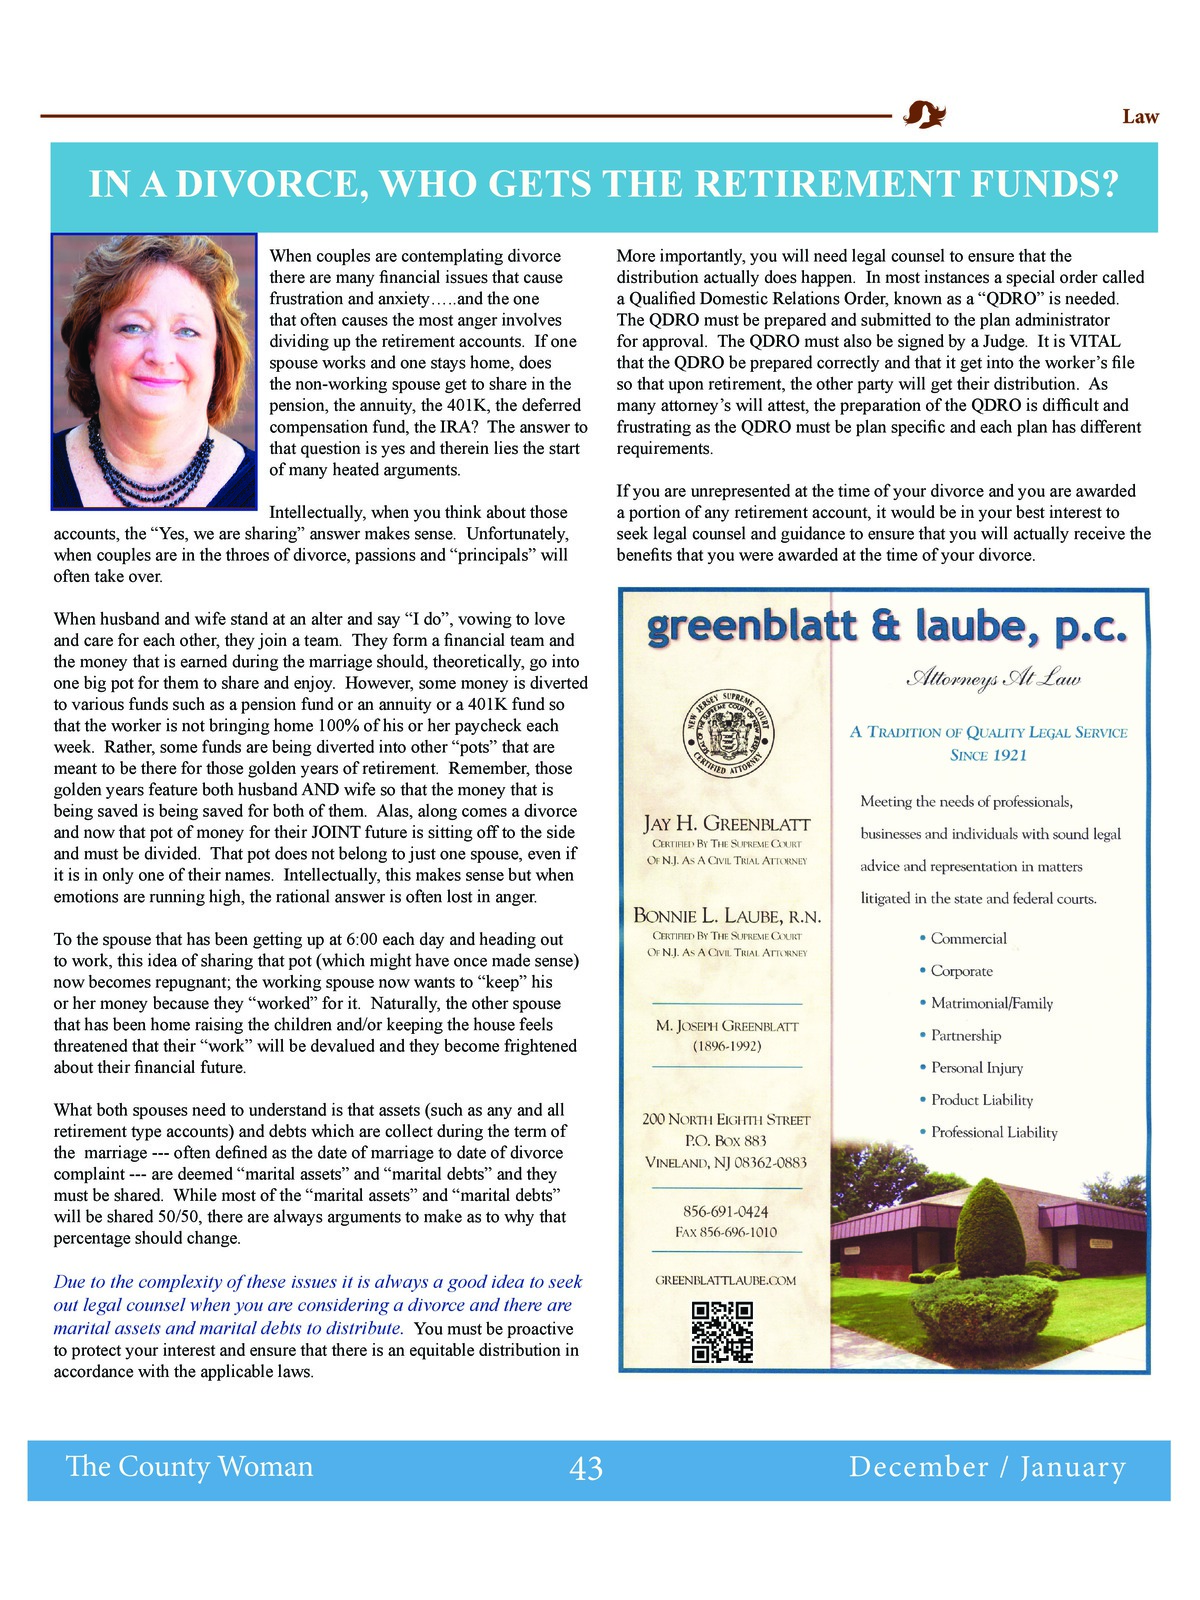 Law
IN A DIVORCE, WHO GETS THE RETIREMENT FUNDS?
When couples are contemplating divorce
there are many financial issues that cause
frustration and anxiety…..and the one
that often causes the most anger involves
dividing up the retirement accounts.  If one
spouse works and one stays home, does
the non-working spouse get to share in the
pension, the annuity, the 401K, the deferred
compensation fund, the IRA?  The answer to
that question is yes and therein lies the start
of many heated arguments.
Intellectually, when you think about those
accounts, the “Yes, we are sharing” answer makes sense.  Unfortunately,
when couples are in the throes of divorce, passions and “principals” will
often take over.
When husband and wife stand at an alter and say “I do”, vowing to love
and care for each other, they join a team.  They form a financial team and
the money that is earned during the marriage should, theoretically, go into
one big pot for them to share and enjoy.  However, some money is diverted
to various funds such as a pension fund or an annuity or a 401K fund so
that the worker is not bringing home 100% of his or her paycheck each
week.  Rather, some funds are being diverted into other “pots” that are
meant to be there for those golden years of retirement.  Remember, those
golden years feature both husband AND wife so that the money that is
being saved is being saved for both of them.  Alas, along comes a divorce
and now that pot of money for their JOINT future is sitting off to the side
and must be divided.  That pot does not belong to just one spouse, even if
it is in only one of their names.  Intellectually, this makes sense but when
emotions are running high, the rational answer is often lost in anger.
To the spouse that has been getting up at 6:00 each day and heading out
to work, this idea of sharing that pot (which might have once made sense)
now becomes repugnant; the working spouse now wants to “keep” his
or her money because they “worked” for it.  Naturally, the other spouse
that has been home raising the children and/or keeping the house feels
threatened that their “work” will be devalued and they become frightened
about their financial future.
What both spouses need to understand is that assets (such as any and all
retirement type accounts) and debts which are collect during the term of
the  marriage --- often defined as the date of marriage to date of divorce
complaint --- are deemed “marital assets” and “marital debts” and they
must be shared.  While most of the “marital assets” and “marital debts”
will be shared 50/50, there are always arguments to make as to why that
percentage should change.
Due to the complexity of these issues it is always a good idea to seek
out legal counsel when you are considering a divorce and there are
marital assets and marital debts to distribute.  You must be proactive
to protect your interest and ensure that there is an equitable distribution in
accordance with the applicable laws.
More importantly, you will need legal counsel to ensure that the
distribution actually does happen.  In most instances a special order called
a Qualified Domestic Relations Order, known as a “QDRO” is needed.
The QDRO must be prepared and submitted to the plan administrator
for approval.  The QDRO must also be signed by a Judge.  It is VITAL
that the QDRO be prepared correctly and that it get into the worker’s file
so that upon retirement, the other party will get their distribution.  As
many attorney’s will attest, the preparation of the QDRO is difficult and
frustrating as the QDRO must be plan specific and each plan has different
requirements.
If you are unrepresented at the time of your divorce and you are awarded
a portion of any retirement account, it would be in your best interest to
seek legal counsel and guidance to ensure that you will actually receive the
benefits that you were awarded at the time of your divorce.
greenblatt & laube, p.c.
Attorneys At Law
NEW JERSEY SUPREME COURT
CERTIFIED ATTORNEY
JAY H. GREENBLATT
CERTIFIED BY THE SUPREME COURT
OF N.J. AS A CIVIL TRIAL ATTORNEY
BONNIE L. LAUBE, R.N.
CERTIFIED BY THE SUPREME COURT
OF N.J. AS A CIVIL TRIAL ATTORNEY
M. JOSEPH GREENBLATT
(1896-1992)
200 NORTH EIGHTH STREET
P.O. BOX 883
VINELAND, NJ 08362-0883
856-691-0424
FAX 856-696-1010
GREENBLATTLAUBE.COM
A TRADITION OF QUALITY LEGAL SERVICE
SINCE 1921
Meeting the needs of professionals,
businesses and individuals with sound legal
advice and representation in matters
litigated in the state and federal courts.
• Commercial
• Corporate
• Matrimonial/Family
• Partnership
• Personal Injury
• Product Liability
• Professional Liability
The County Woman
43
December / January